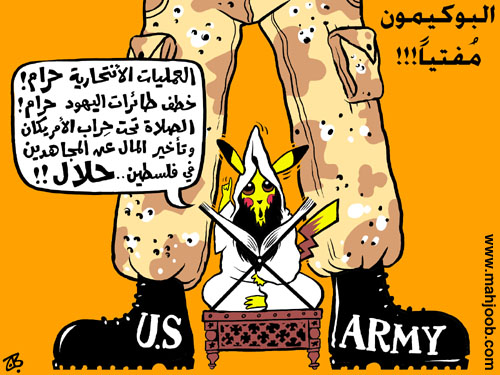 البوكيمون
مُفتياً!!!
العمليات الانتحارية حرام!
خطف طائرات اليهود حرام!
الصلاة تحت حراب الأمريكان
وتأخير المال عن المجاهدين
في فلسطين.. حلال!!
U.S
ARMY
www.mahjoob.com